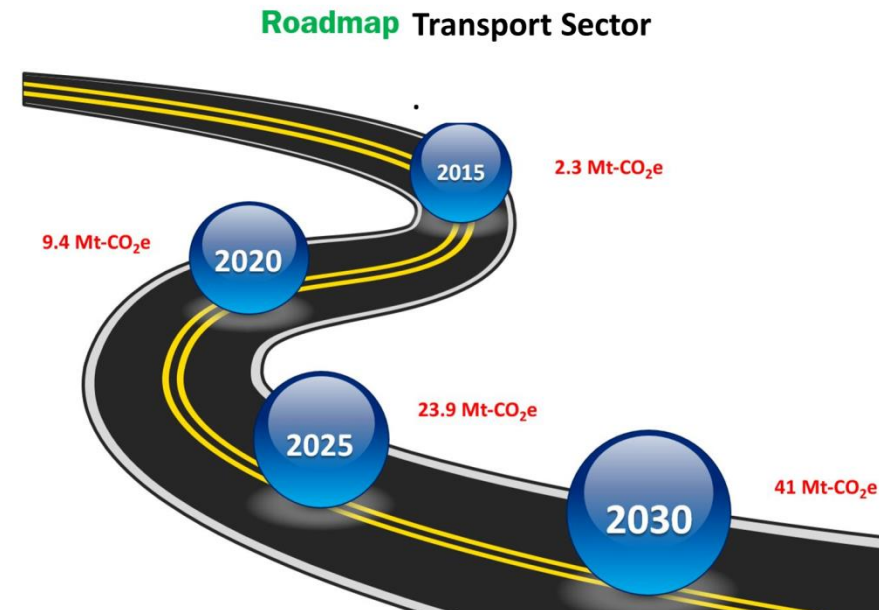 Roadmap Transport Sector
2015
2.3 Mt-CO₂e
9.4 Mt-CO₂e
2020
23.9 Mt-CO₂e
2025
41 Mt-CO₂e
2030